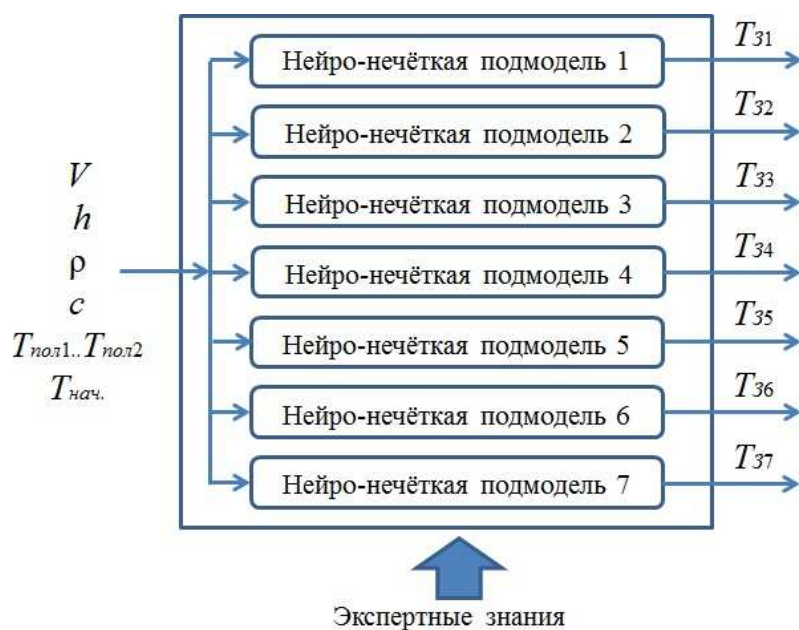 V
h
ρ
c
Tпол1..Tпол2
Tнач.
Нейро-нечёткая подмодель 1
Нейро-нечёткая подмодель 2
Нейро-нечёткая подмодель 3
Нейро-нечёткая подмодель 4
Нейро-нечёткая подмодель 5
Нейро-нечёткая подмодель 6
Нейро-нечёткая подмодель 7
Tз1
Tз2
Tз3
Tз4
Tз5
Tз6
Tз7
Экспертные знания